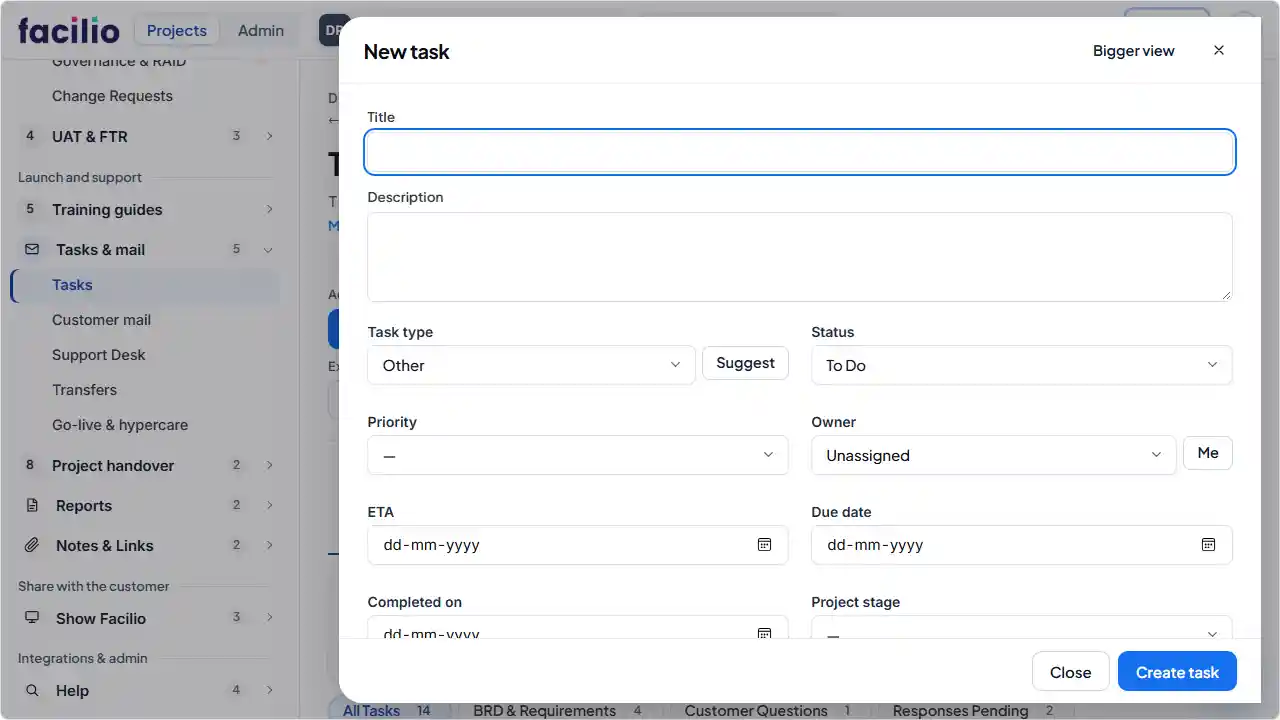 facilio Projects Admin
Governance & RAID
Change Requests
4 UAT & FTR 3
Launch and support
5 Training guides
Tasks & mail 5
Tasks
Customer mail
Support Desk
Transfers
Go-live & hypercare
8 Project handover 2
Reports 2
Notes & Links 2
Share with the customer
Show Facilio 3
Integrations & admin
Help 4
New task
Bigger view
Title
Description
Task type
Other
Suggest
Status
To Do
Priority
—
Owner
Unassigned
Me
ETA
dd-mm-yyyy
Due date
dd-mm-yyyy
Completed on
dd-mm-yyyy
Project stage
—
Close
Create task
All Tasks 14 BRD & Requirements 4 Customer Questions 1 Responses Pending 2